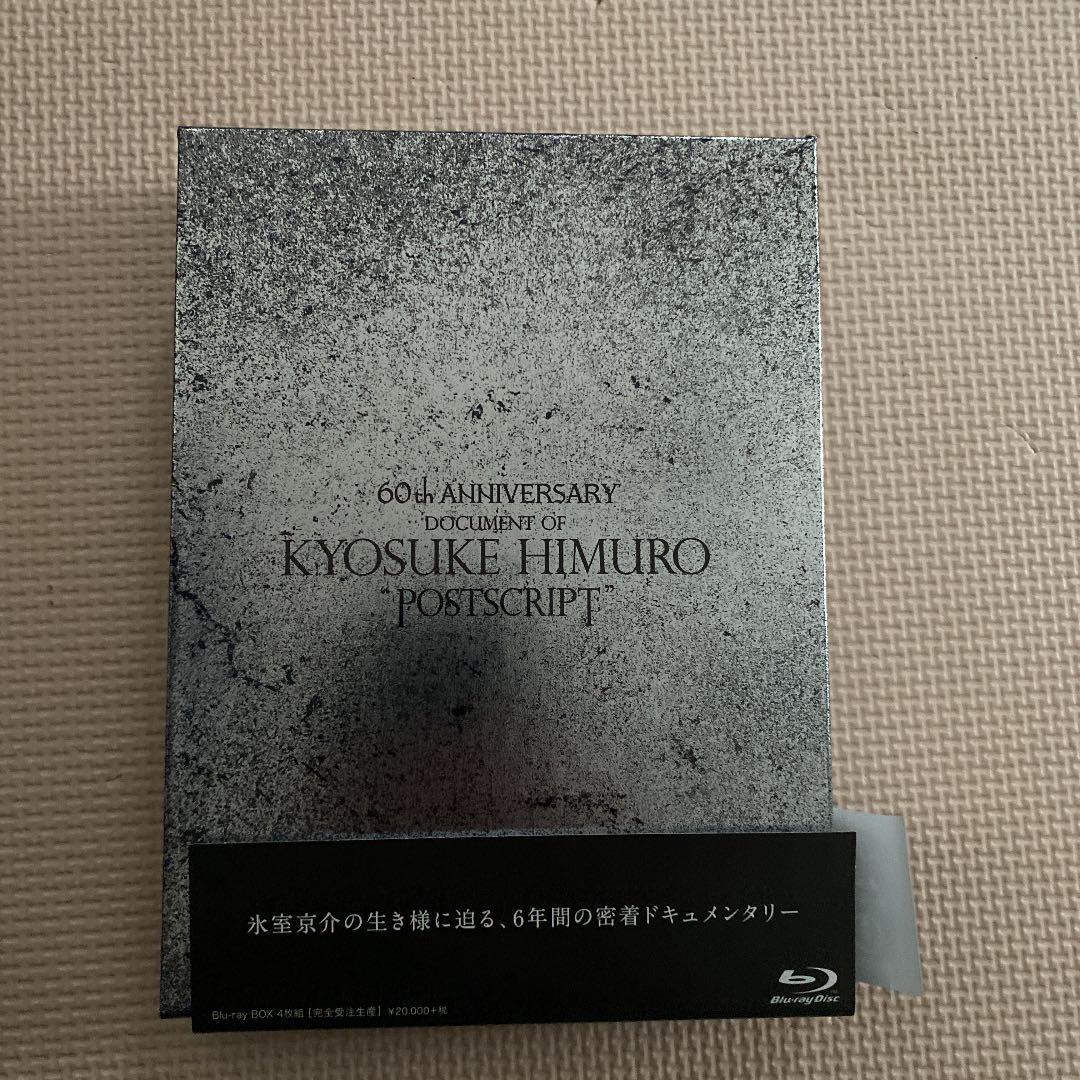 60th ANNIVERSARY
DOCUMENT OF
KYOSUKE HIMURO
"POSTSCRIPT"
氷室京介の生き様に迫る、6年間の密着ドキュメンタリー
Blu-ray Disc
Blu-ray BOX 4枚組 [完全受注生産] ¥20,000+税